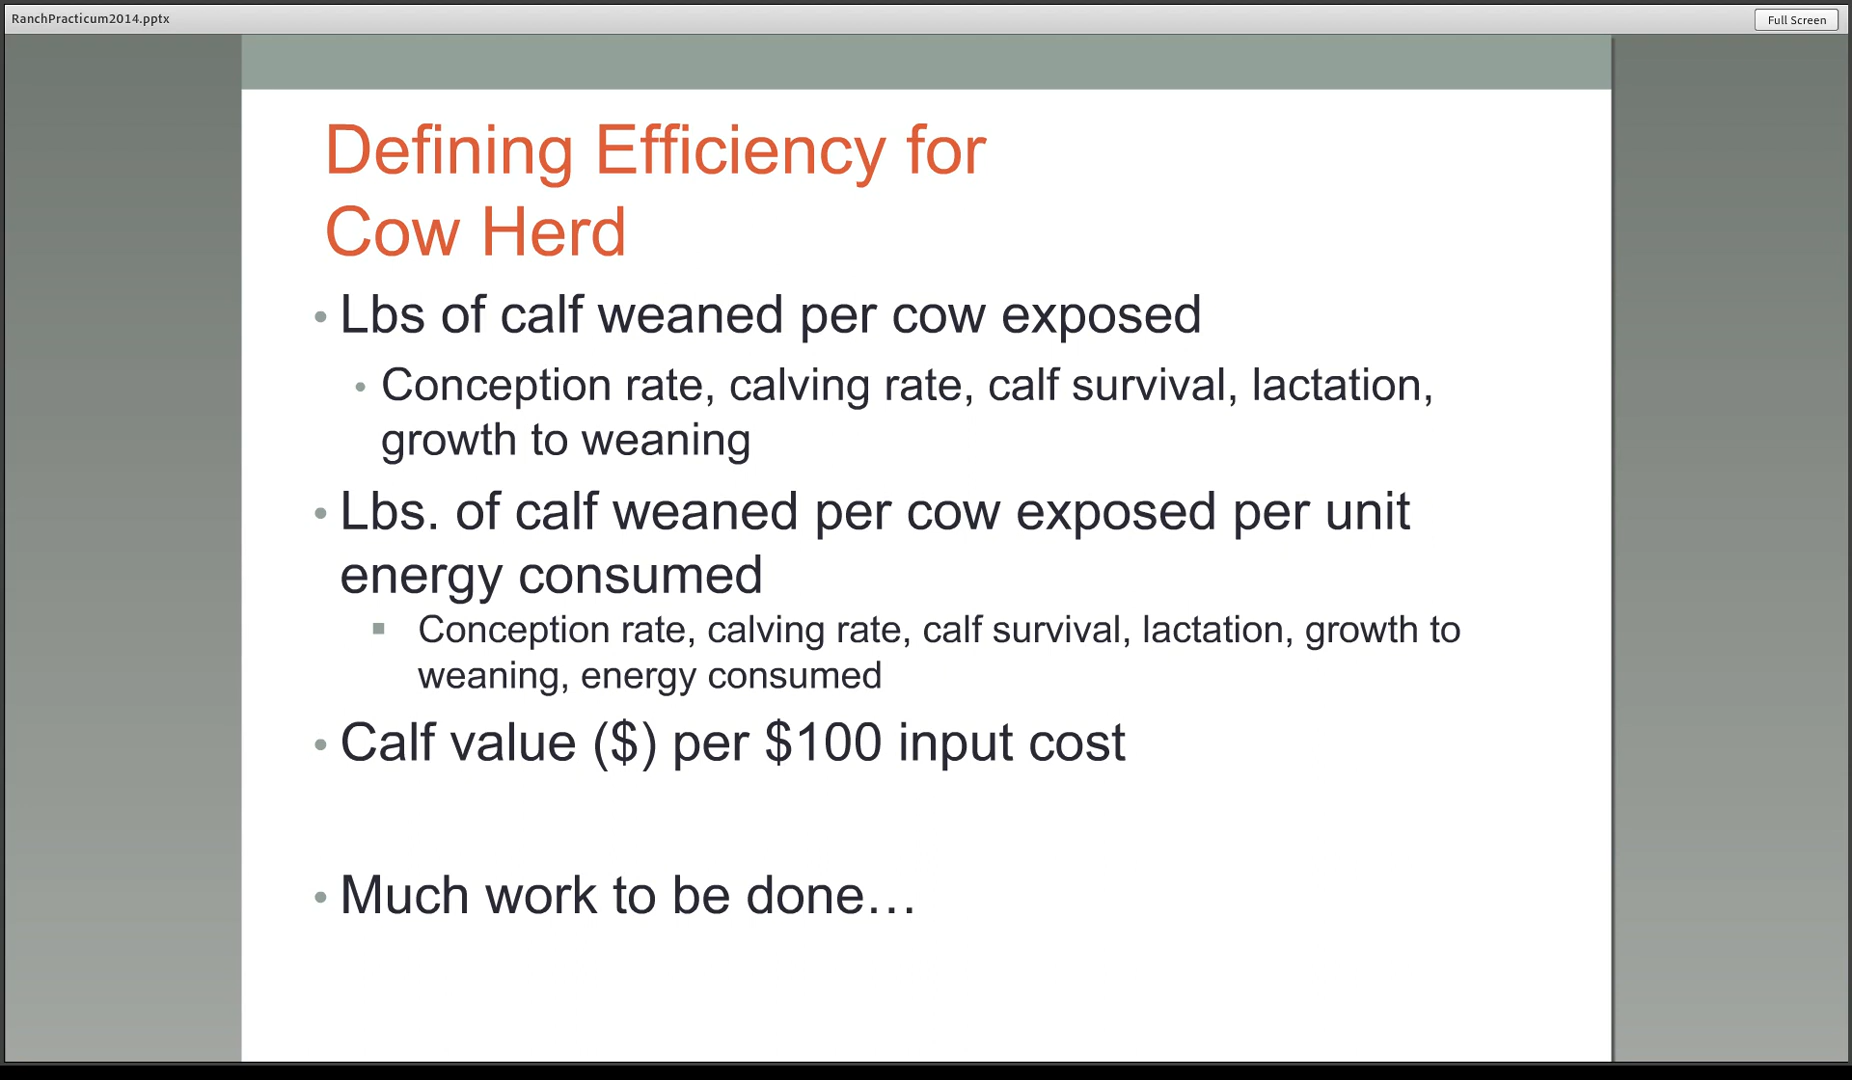 RanchPracticum2014.pptx
Full Screen
Defining Efficiency for
Cow Herd
• Lbs of calf weaned per cow exposed
• Conception rate, calving rate, calf survival, lactation,
growth to weaning
• Lbs. of calf weaned per cow exposed per unit
energy consumed
▪ Conception rate, calving rate, calf survival, lactation, growth to
weaning, energy consumed
• Calf value ($) per $100 input cost
• Much work to be done…